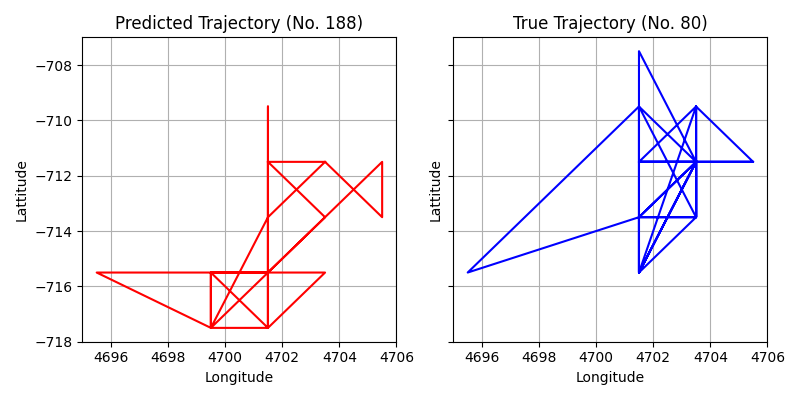 Predicted Trajectory (No. 188)
True Trajectory (No. 80)
−708
−710
−712
−714
−716
−718
Lattitude
Lattitude
4696 4698 4700 4702 4704 4706
4696 4698 4700 4702 4704 4706
Longitude
Longitude